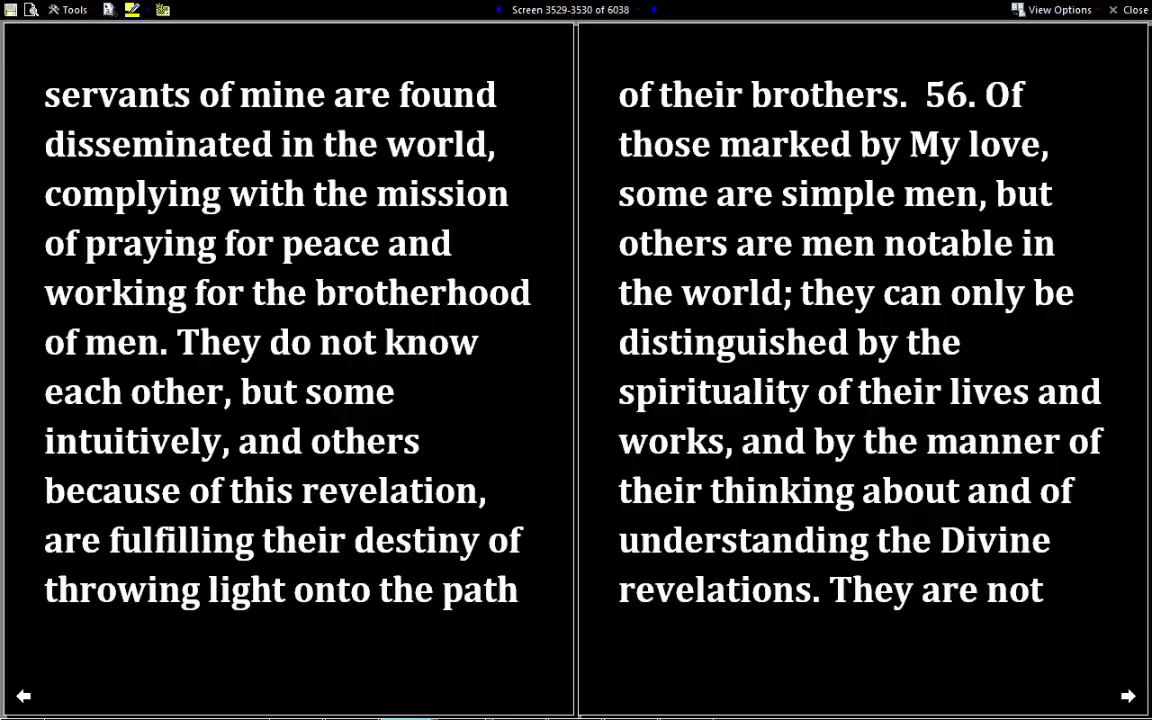 Tools
Screen 3529-3530 of 6038
View Options
Close
servants of mine are found
disseminated in the world,
complying with the mission
of praying for peace and
working for the brotherhood
of men. They do not know
each other, but some
intuitively, and others
because of this revelation,
are fulfilling their destiny of
throwing light onto the path
of their brothers.  56. Of
those marked by My love,
some are simple men, but
others are men notable in
the world; they can only be
distinguished by the
spirituality of their lives and
works, and by the manner of
their thinking about and of
understanding the Divine
revelations. They are not